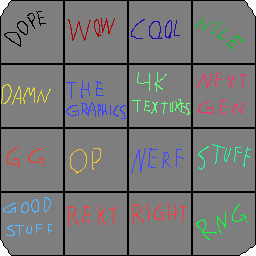 DOPE
WOW
COOL
NICE
DAMN
THE
GRAPHICS
4K
TEXTURES
NEXT
GEN
GG
OP
NERF
STUFF
GOOD
STUFF
REKT
RIGHT
RNG